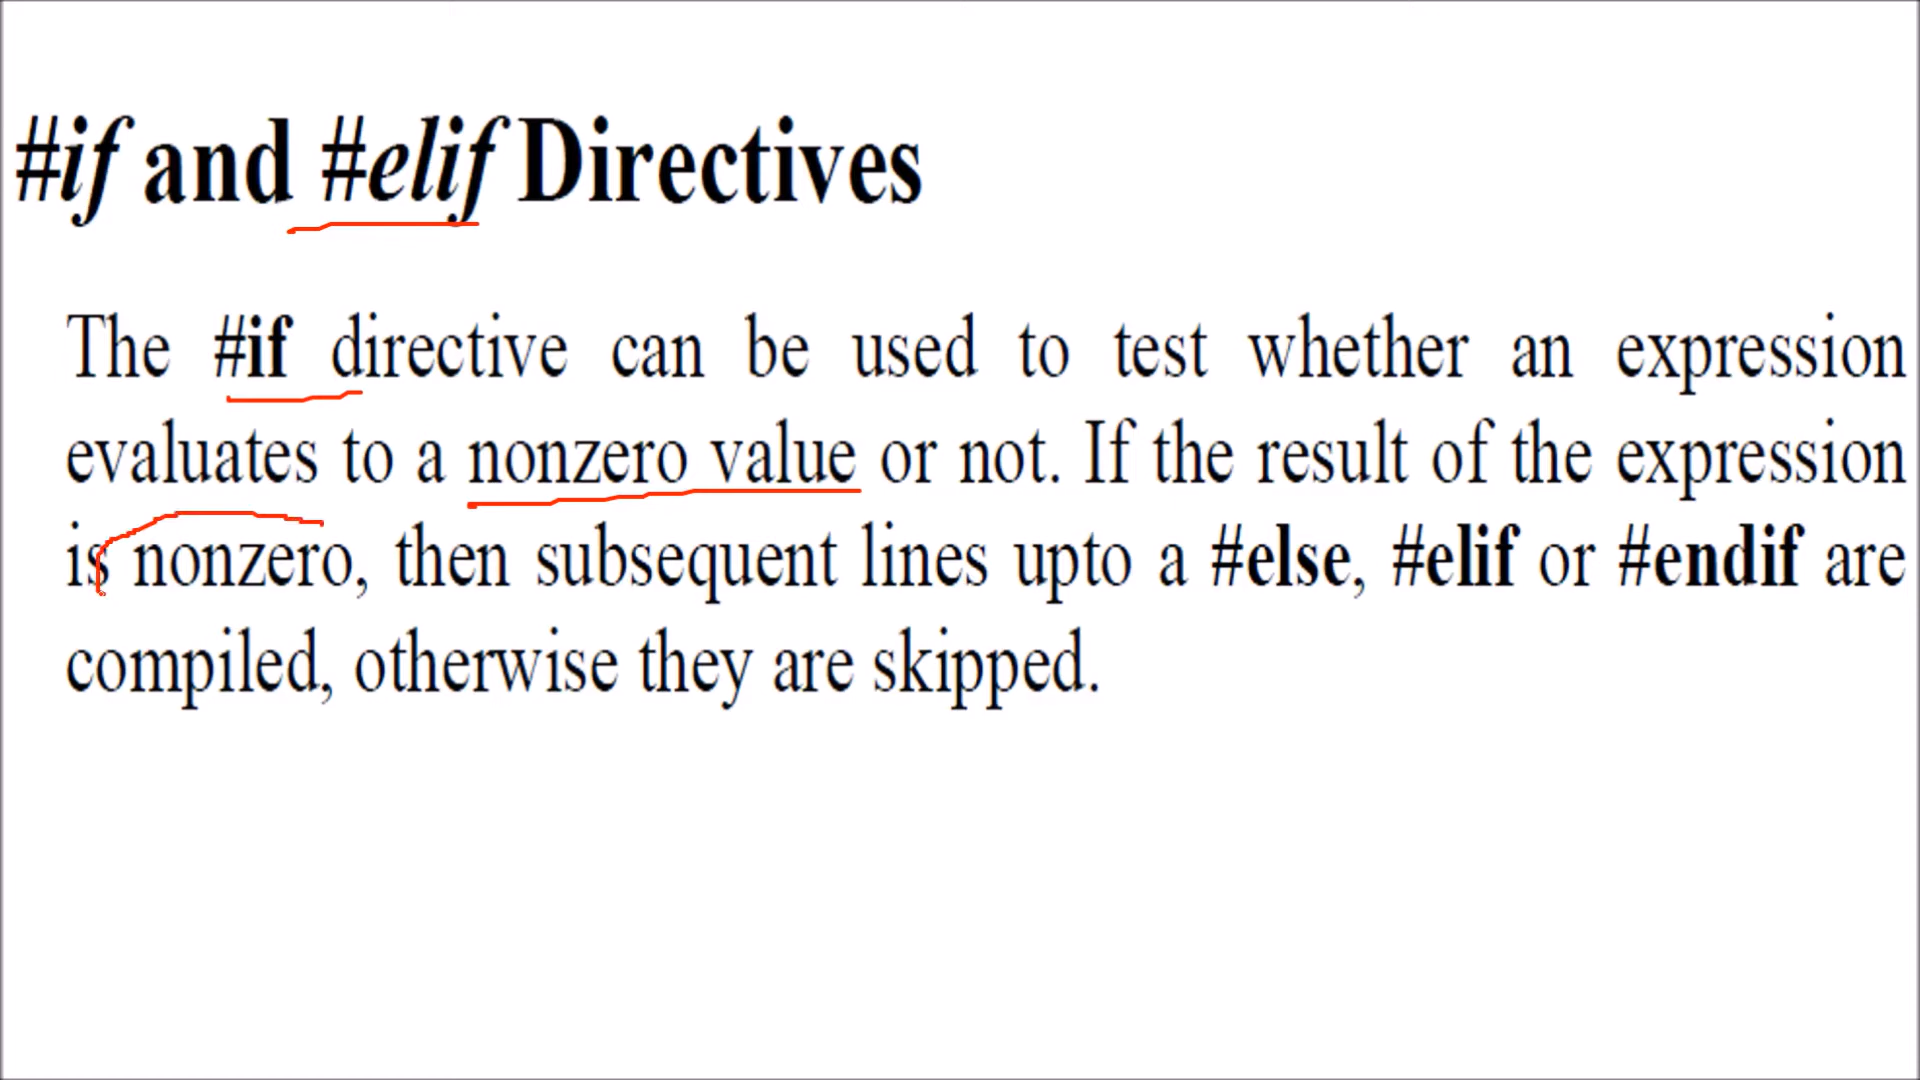 #if and #elif Directives
The #if directive can be used to test whether an expression
evaluates to a nonzero value or not. If the result of the expression
is nonzero, then subsequent lines upto a #else, #elif or #endif are
compiled, otherwise they are skipped.